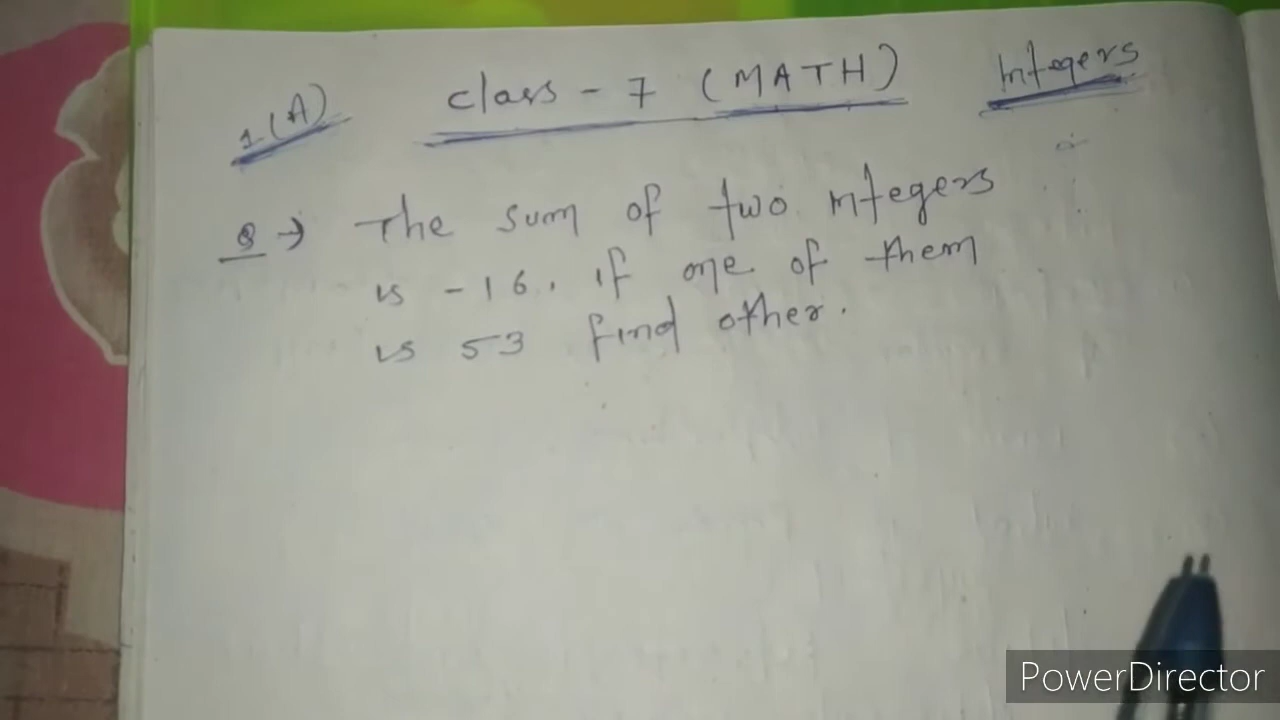 1(A) class - 7 (MATH) Integers
Q → The sum of two integers
is -16. if one of them
is 53 find other.
PowerDirector